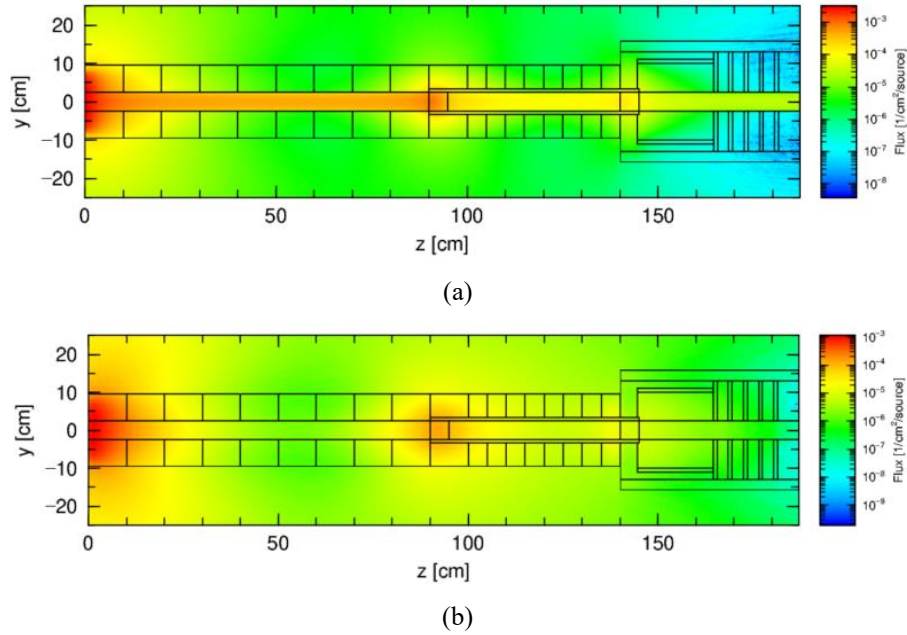 20
10
0
−10
−20
y [cm]
0 50 100 150
z [cm]
10⁻³
10⁻⁴
10⁻⁵
10⁻⁶
10⁻⁷
10⁻⁸
Flux [1/cm²/source]
(a)
20
10
0
−10
−20
y [cm]
0 50 100 150
z [cm]
10⁻³
10⁻⁴
10⁻⁵
10⁻⁶
10⁻⁷
10⁻⁸
10⁻⁹
Flux [1/cm²/source]
(b)